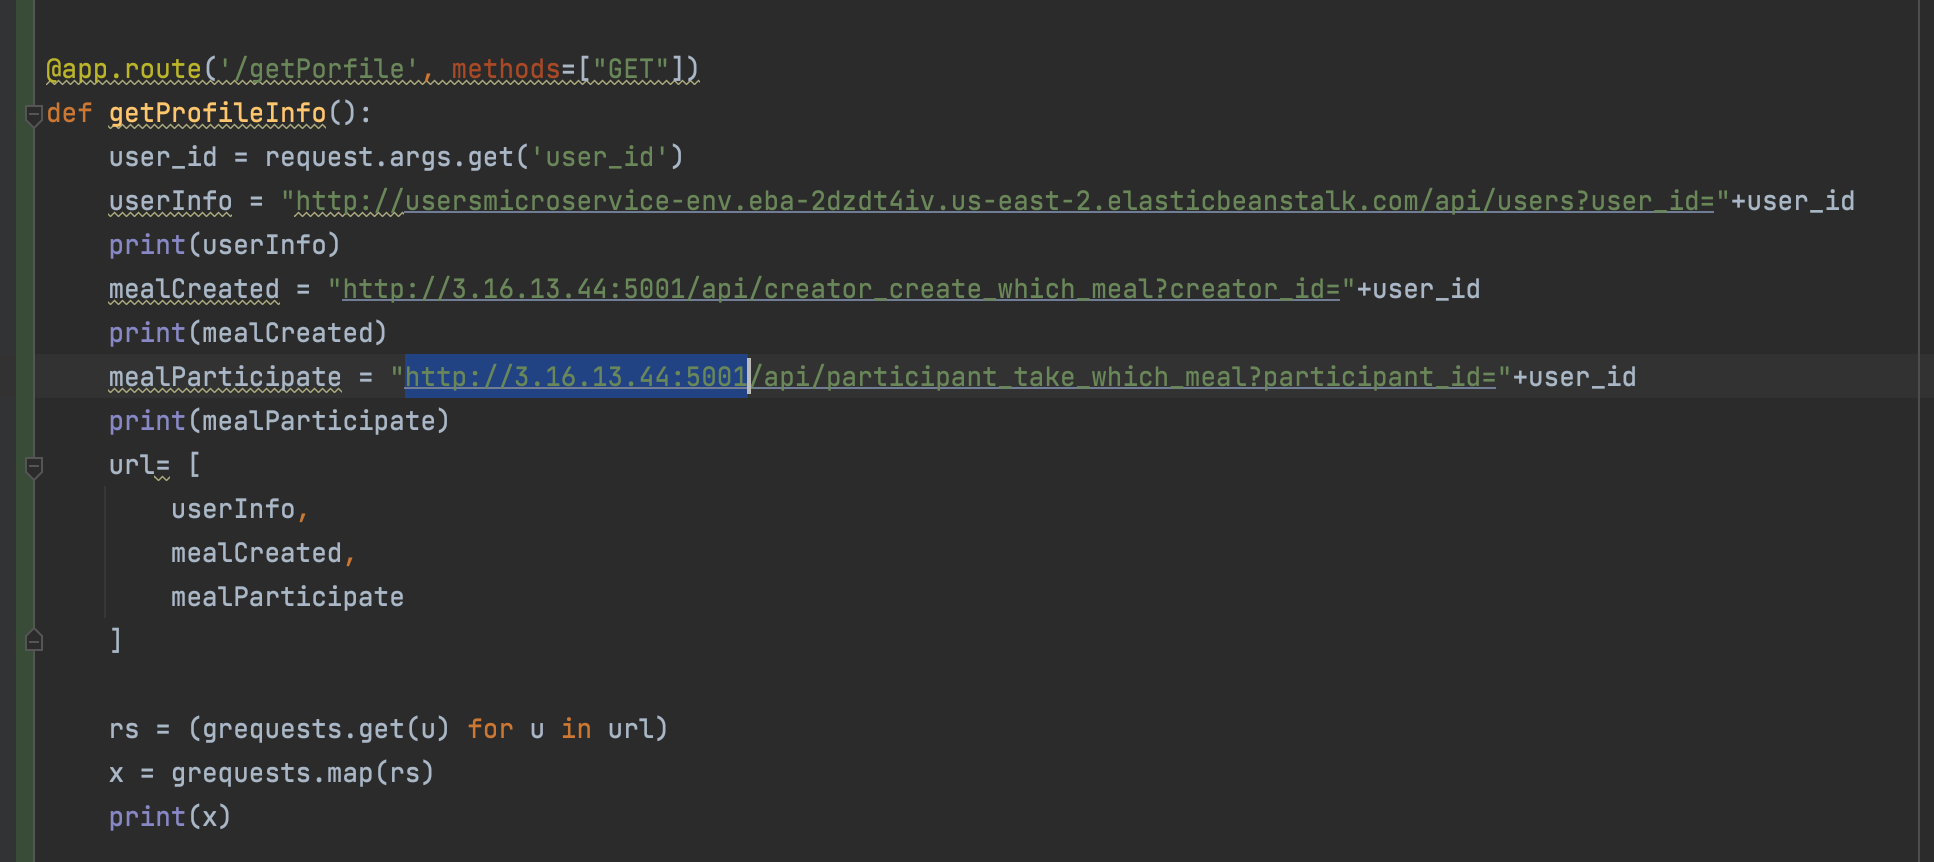 @app.route('/getPorfile', methods=["GET"])
def getProfileInfo():
    user_id = request.args.get('user_id')
    userInfo = "http://usersmicroservice-env.eba-2dzdt4iv.us-east-2.elasticbeanstalk.com/api/users?user_id="+user_id
    print(userInfo)
    mealCreated = "http://3.16.13.44:5001/api/creator_create_which_meal?creator_id="+user_id
    print(mealCreated)
    mealParticipate = "http://3.16.13.44:5001/api/participant_take_which_meal?participant_id="+user_id
    print(mealParticipate)
    url= [
        userInfo,
        mealCreated,
        mealParticipate
    ]
    rs = (grequests.get(u) for u in url)
    x = grequests.map(rs)
    print(x)